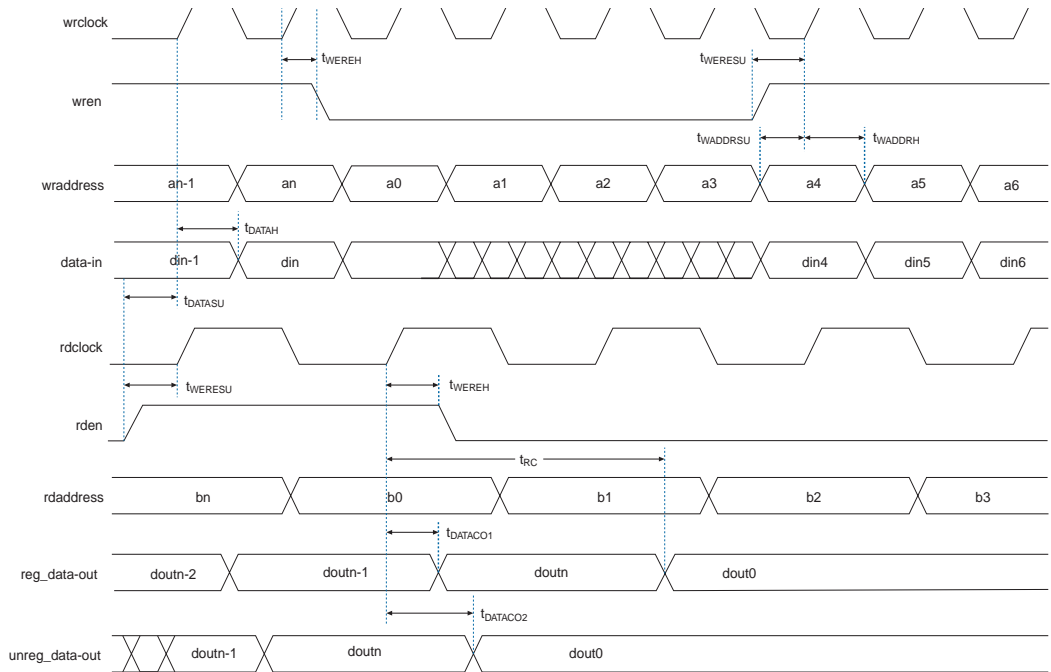 wrclock
tWEREH
tWERESU
wren
tWADDRSU
tWADDRH
wraddress an-1 an a0 a1 a2 a3 a4 a5 a6
tDATAH
data-in din-1 din din4 din5 din6
tDATASU
rdclock
tWERESU
tWEREH
rden
tRC
rdaddress bn b0 b1 b2 b3
tDATACO1
reg_data-out doutn-2 doutn-1 doutn dout0
tDATACO2
unreg_data-out doutn-1 doutn dout0